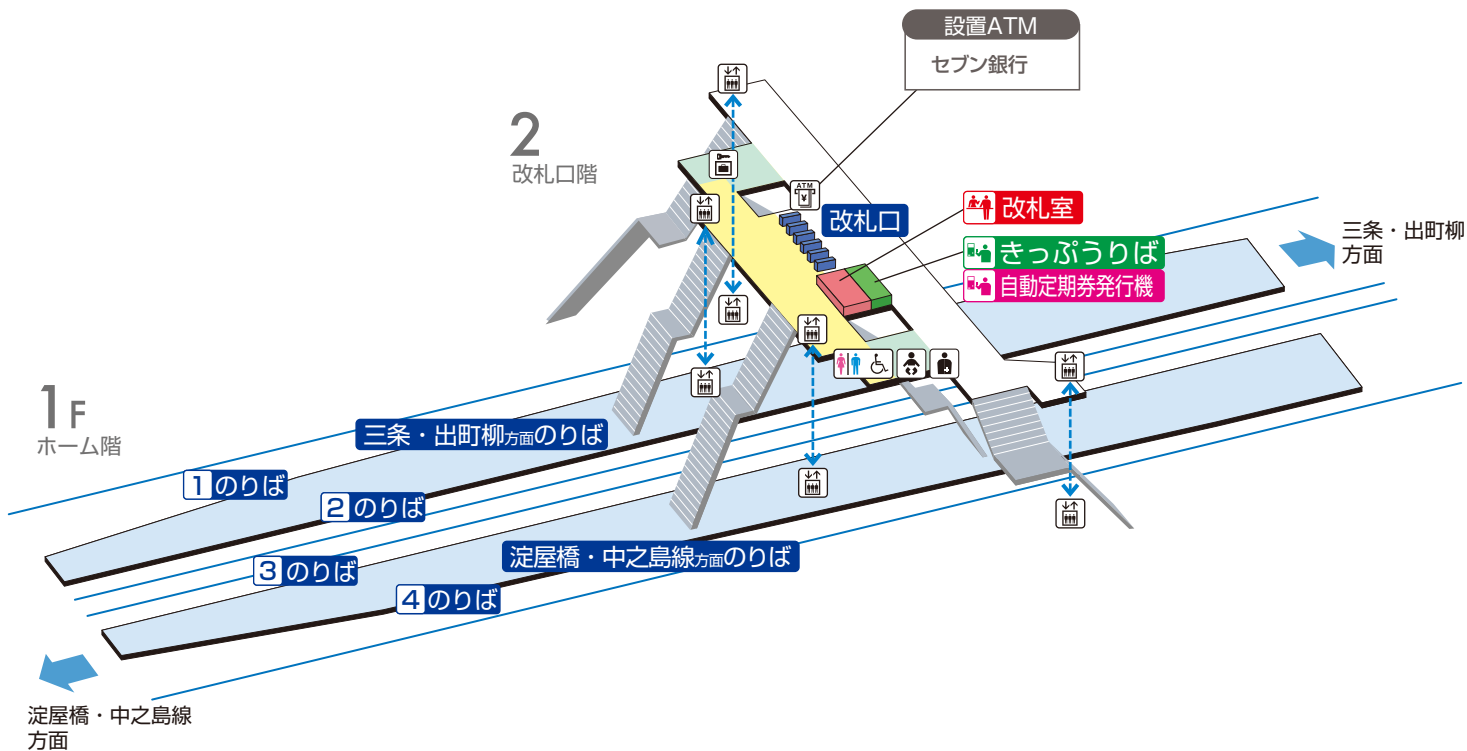 設置ATM
セブン銀行
2
改札口階
ATM
¥
改札口
改札室
きっぷうりば
自動定期券発行機
三条・出町柳
方面
1F
ホーム階
三条・出町柳方面のりば
1のりば
2のりば
淀屋橋・中之島線方面のりば
3のりば
4のりば
淀屋橋・中之島線
方面